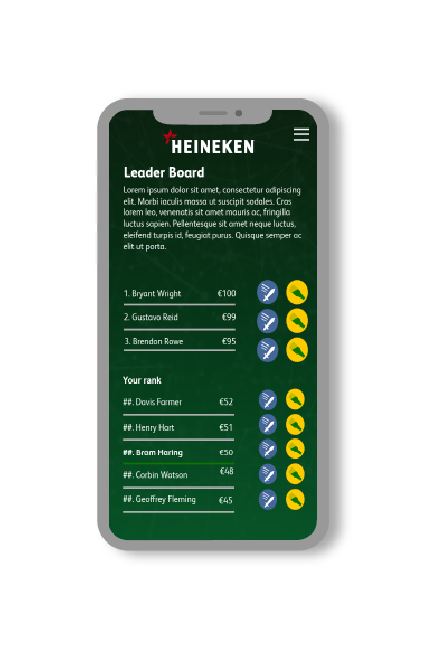 HEINEKEN
Leader Board
Lorem ipsum dolor sit amet, consectetur adipiscing
elit. Morbi iaculis massa ut suscipit sodales. Cras
lorem leo, venenatis sit amet mauris ac, fringilla
luctus sapien. Pellentesque sit amet neque luctus,
eleifend turpis id, feugiat purus. Quisque semper ac
elit ut porta.
1. Bryant Wright €100
2. Gustavo Reid €99
3. Brendon Rowe €95
Your rank
##. Davis Farmer €52
##. Henry Hart €51
##. Bram Haring €50
##. Corbin Watson €48
##. Geoffrey Fleming €45